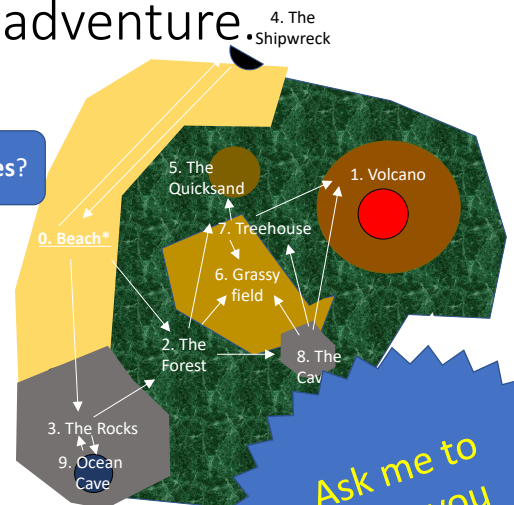 adventure.
4. The
Shipwreck
es?
5. The
Quicksand
1. Volcano
0. Beach*
7. Treehouse
6. Grassy
field
2. The
Forest
8. The
Cav
3. The Rocks
9. Ocean
Cave
Ask me to
you